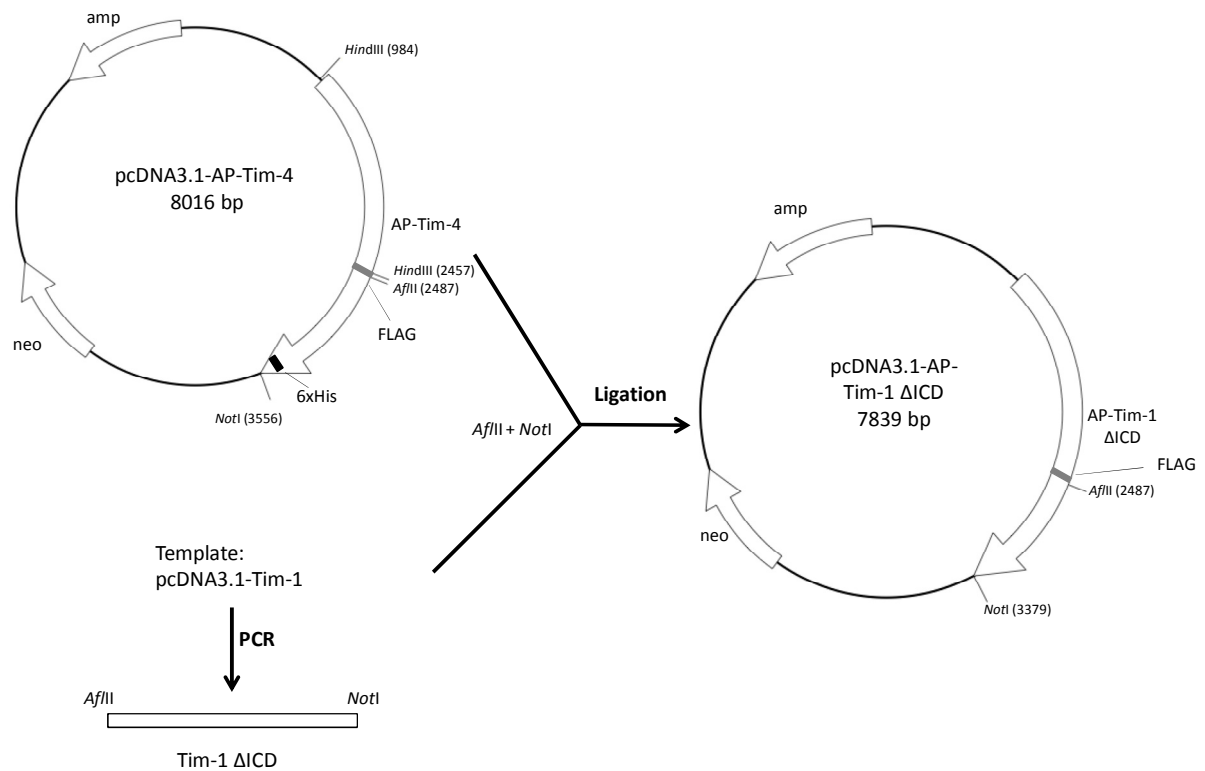 amp
HindIII (984)
pcDNA3.1-AP-Tim-4
8016 bp
AP-Tim-4
HindIII (2457)
AflII (2487)
FLAG
neo
6xHis
NotI (3556)
AflII + NotI
Ligation
amp
pcDNA3.1-AP-
Tim-1 ΔICD
7839 bp
AP-Tim-1
ΔICD
FLAG
AflII (2487)
neo
NotI (3379)
Template:
pcDNA3.1-Tim-1
PCR
AflII
NotI
Tim-1 ΔICD